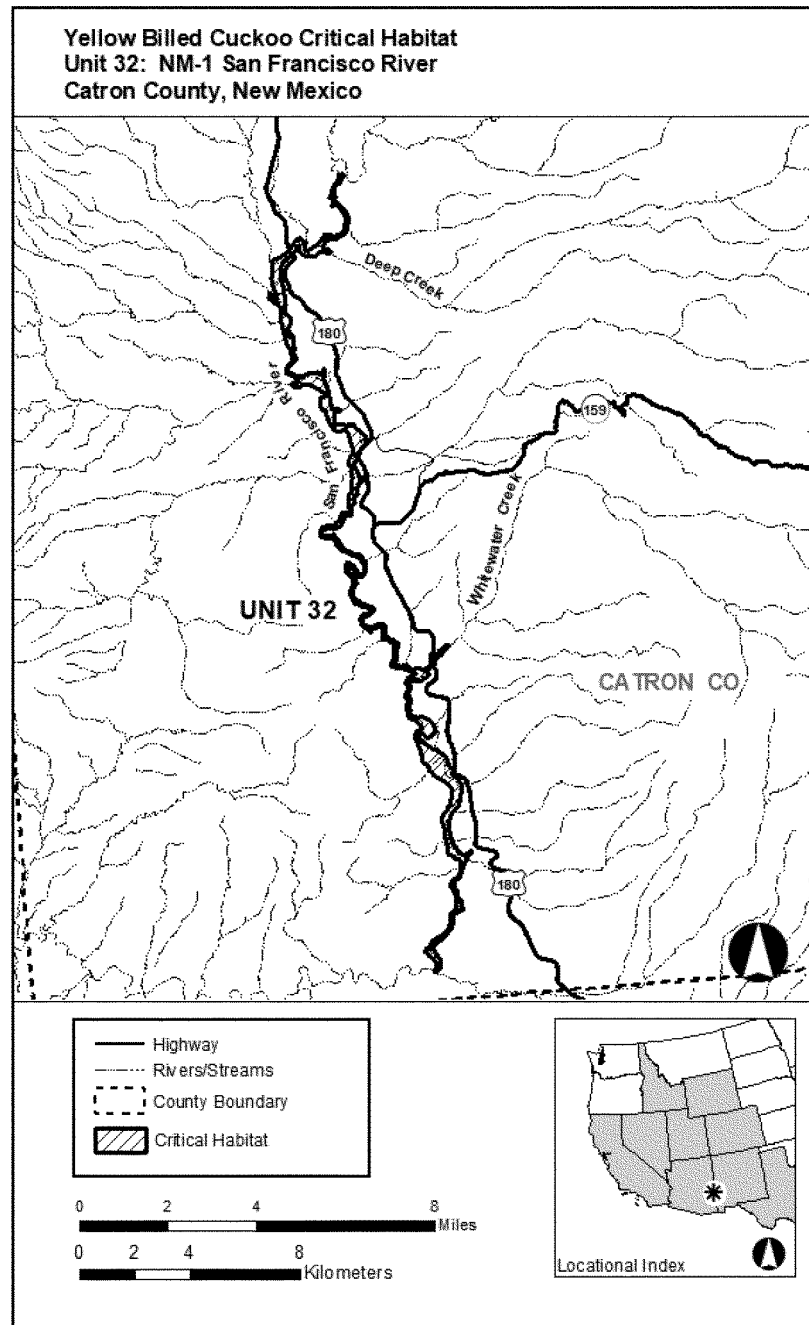 Yellow Billed Cuckoo Critical Habitat
Unit 32: NM-1 San Francisco River
Catron County, New Mexico
Deep Creek
180
San Francisco River
159
Whitewater Creek
UNIT 32
CATRON CO
180
Highway
Rivers/Streams
County Boundary
Critical Habitat
0 2 4 8
Miles
0 2 4 8
Kilometers
Locational Index